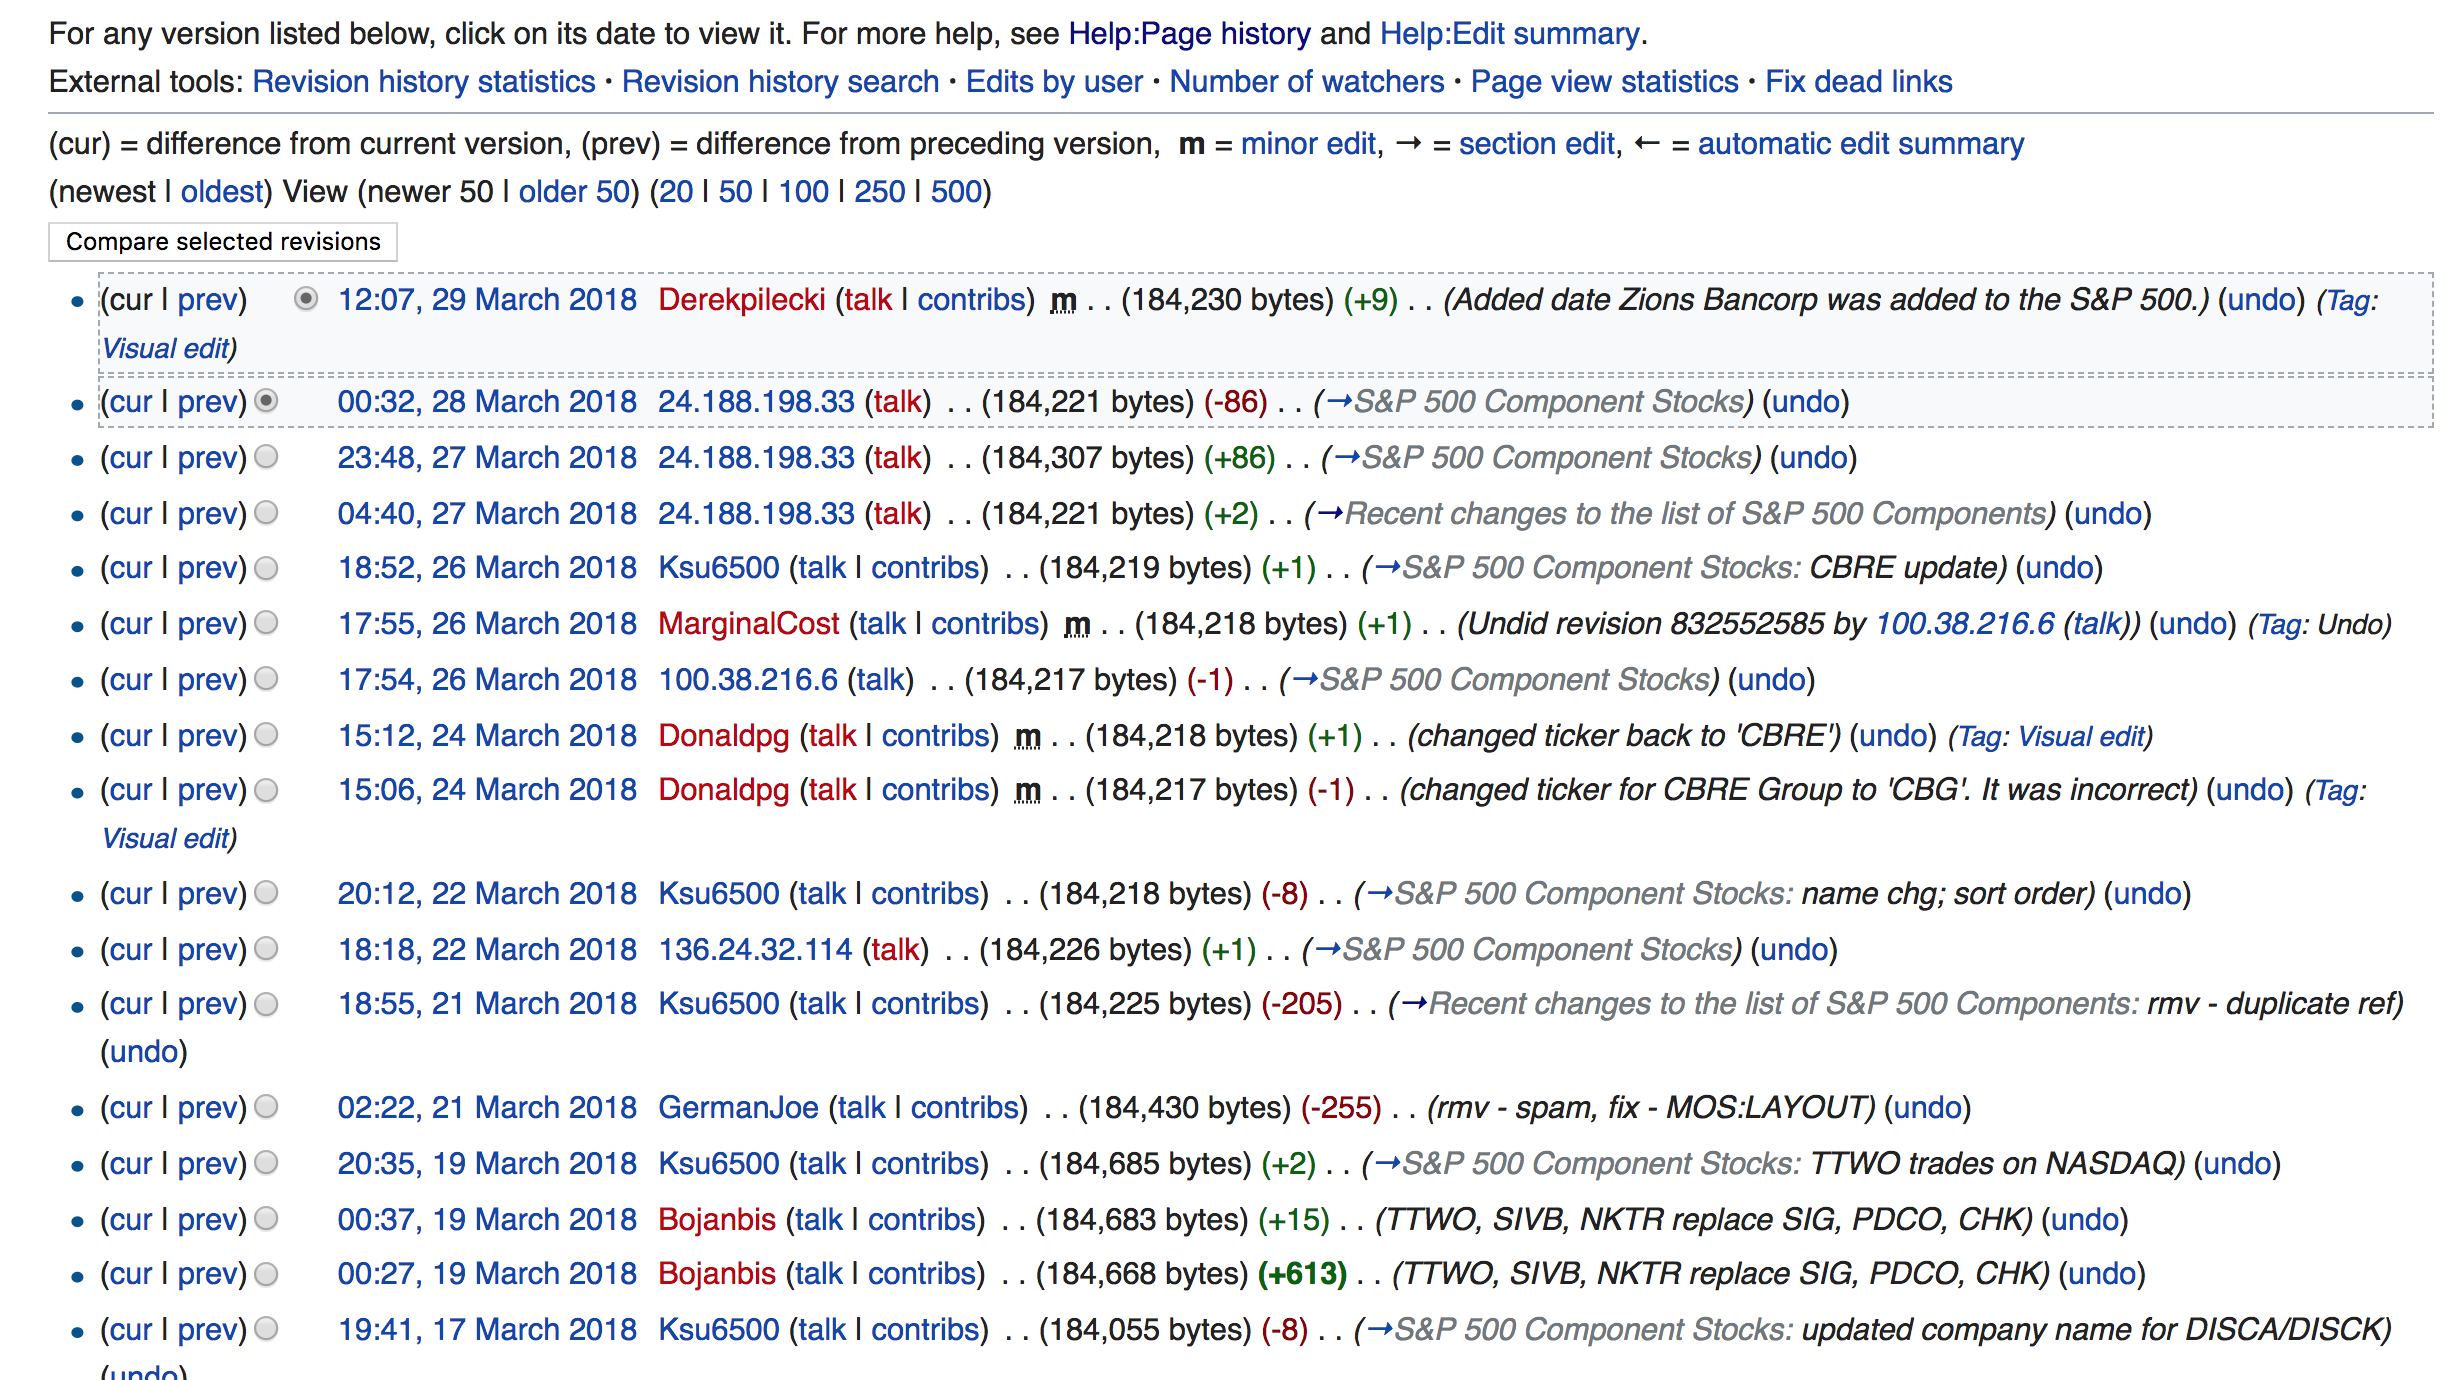 For any version listed below, click on its date to view it. For more help, see Help:Page history and Help:Edit summary.
External tools: Revision history statistics · Revision history search · Edits by user · Number of watchers · Page view statistics · Fix dead links
(cur) = difference from current version, (prev) = difference from preceding version, m = minor edit, → = section edit, ← = automatic edit summary
(newest | oldest) View (newer 50 | older 50) (20 | 50 | 100 | 250 | 500)
Compare selected revisions
(cur | prev) 12:07, 29 March 2018 Derekpilecki (talk | contribs) m . . (184,230 bytes) (+9) . . (Added date Zions Bancorp was added to the S&P 500.) (undo) (Tag:
Visual edit)
(cur | prev) 00:32, 28 March 2018 24.188.198.33 (talk) . . (184,221 bytes) (-86) . . (→S&P 500 Component Stocks) (undo)
(cur | prev) 23:48, 27 March 2018 24.188.198.33 (talk) . . (184,307 bytes) (+86) . . (→S&P 500 Component Stocks) (undo)
(cur | prev) 04:40, 27 March 2018 24.188.198.33 (talk) . . (184,221 bytes) (+2) . . (→Recent changes to the list of S&P 500 Components) (undo)
(cur | prev) 18:52, 26 March 2018 Ksu6500 (talk | contribs) . . (184,219 bytes) (+1) . . (→S&P 500 Component Stocks: CBRE update) (undo)
(cur | prev) 17:55, 26 March 2018 MarginalCost (talk | contribs) m . . (184,218 bytes) (+1) . . (Undid revision 832552585 by 100.38.216.6 (talk)) (undo) (Tag: Undo)
(cur | prev) 17:54, 26 March 2018 100.38.216.6 (talk) . . (184,217 bytes) (-1) . . (→S&P 500 Component Stocks) (undo)
(cur | prev) 15:12, 24 March 2018 Donaldpg (talk | contribs) m . . (184,218 bytes) (+1) . . (changed ticker back to 'CBRE') (undo) (Tag: Visual edit)
(cur | prev) 15:06, 24 March 2018 Donaldpg (talk | contribs) m . . (184,217 bytes) (-1) . . (changed ticker for CBRE Group to 'CBG'. It was incorrect) (undo) (Tag:
Visual edit)
(cur | prev) 20:12, 22 March 2018 Ksu6500 (talk | contribs) . . (184,218 bytes) (-8) . . (→S&P 500 Component Stocks: name chg; sort order) (undo)
(cur | prev) 18:18, 22 March 2018 136.24.32.114 (talk) . . (184,226 bytes) (+1) . . (→S&P 500 Component Stocks) (undo)
(cur | prev) 18:55, 21 March 2018 Ksu6500 (talk | contribs) . . (184,225 bytes) (-205) . . (→Recent changes to the list of S&P 500 Components: rmv - duplicate ref)
(undo)
(cur | prev) 02:22, 21 March 2018 GermanJoe (talk | contribs) . . (184,430 bytes) (-255) . . (rmv - spam, fix - MOS:LAYOUT) (undo)
(cur | prev) 20:35, 19 March 2018 Ksu6500 (talk | contribs) . . (184,685 bytes) (+2) . . (→S&P 500 Component Stocks: TTWO trades on NASDAQ) (undo)
(cur | prev) 00:37, 19 March 2018 Bojanbis (talk | contribs) . . (184,683 bytes) (+15) . . (TTWO, SIVB, NKTR replace SIG, PDCO, CHK) (undo)
(cur | prev) 00:27, 19 March 2018 Bojanbis (talk | contribs) . . (184,668 bytes) (+613) . . (TTWO, SIVB, NKTR replace SIG, PDCO, CHK) (undo)
(cur | prev) 19:41, 17 March 2018 Ksu6500 (talk | contribs) . . (184,055 bytes) (-8) . . (→S&P 500 Component Stocks: updated company name for DISCA/DISCK)
(undo)